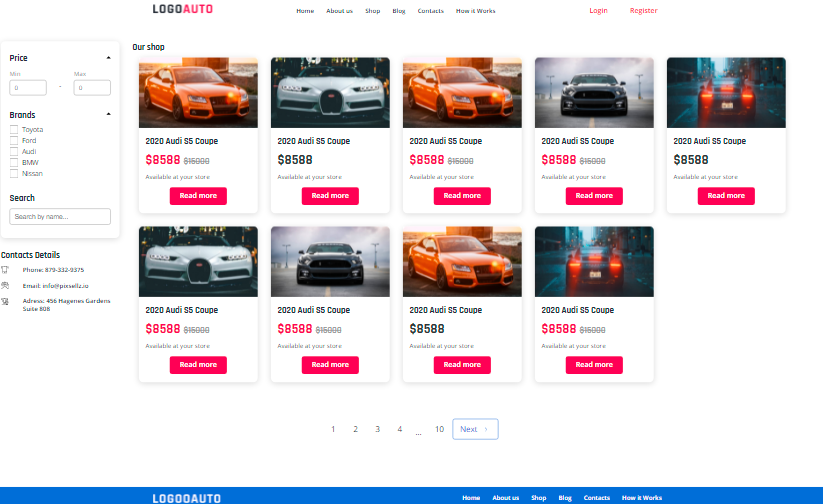 LOGOAUTO
Home About us Shop Blog Contacts How it Works
Login Register
Price
Min Max
0 - 0
Brands
Toyota
Ford
Audi
BMW
Nissan
Search
Search by name...
Contacts Details
Phone: 879-332-9375
Email: info@pixsellz.io
Adress: 456 Hagenes Gardens
Suite 808
Our shop
2020 Audi S5 Coupe
$8588 $15000
Available at your store
Read more
2020 Audi S5 Coupe
$8588
Available at your store
Read more
2020 Audi S5 Coupe
$8588 $15000
Available at your store
Read more
2020 Audi S5 Coupe
$8588 $15000
Available at your store
Read more
2020 Audi S5 Coupe
$8588
Available at your store
Read more
2020 Audi S5 Coupe
$8588 $15000
Available at your store
Read more
2020 Audi S5 Coupe
$8588 $15000
Available at your store
Read more
2020 Audi S5 Coupe
$8588
Available at your store
Read more
2020 Audi S5 Coupe
$8588 $15000
Available at your store
Read more
1 2 3 4 ... 10 Next
LOGOOAUTO
Home About us Shop Blog Contacts How it Works